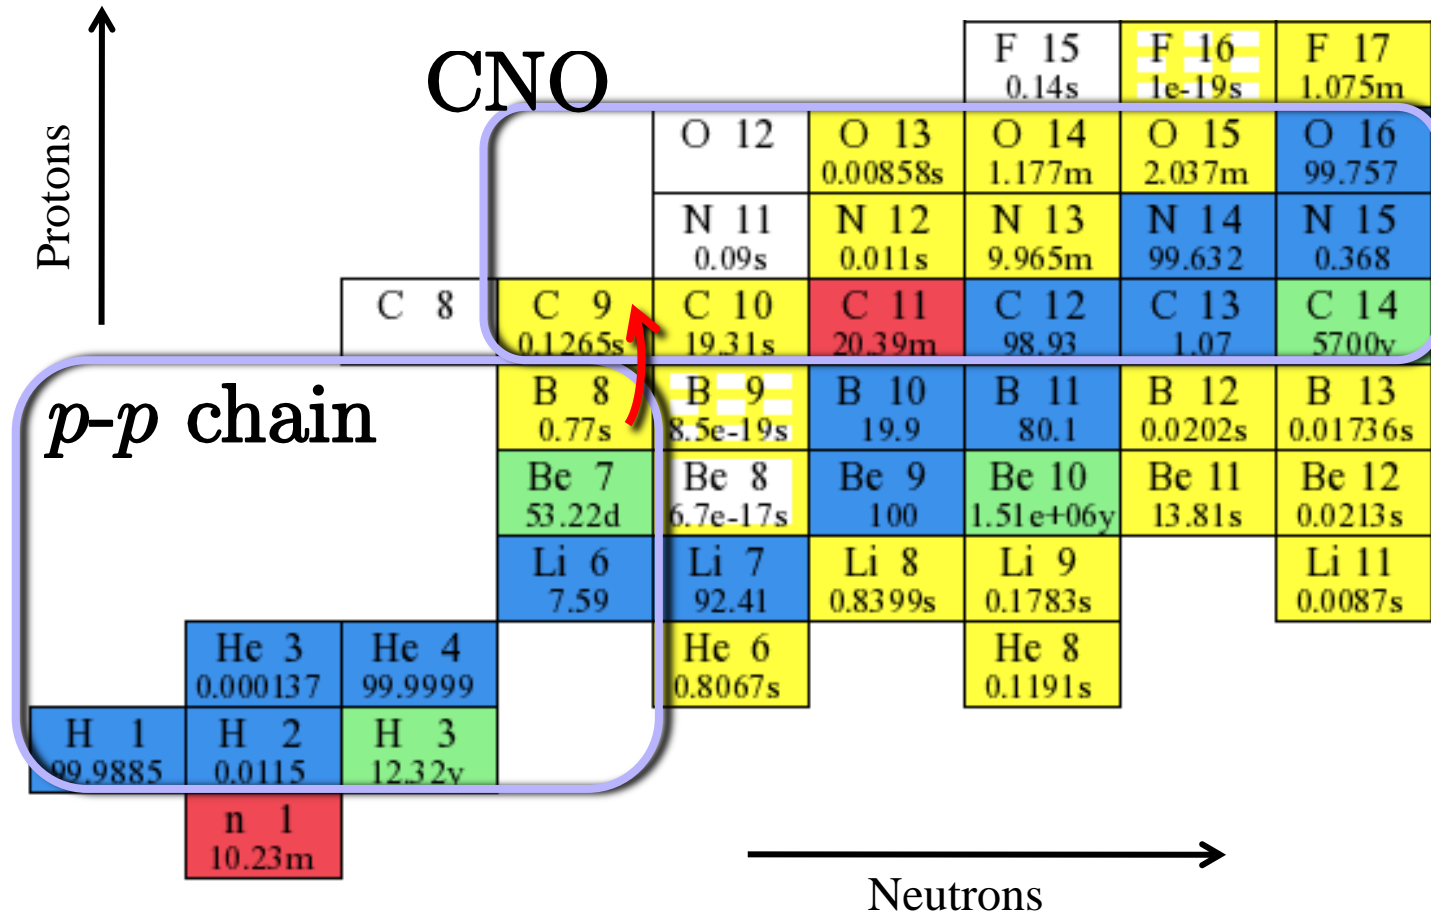 CNO
Protons
F 15
0.14s
F 16
1e-19s
F 17
1.075m
O 12
O 13
0.00858s
O 14
1.177m
O 15
2.037m
O 16
99.757
N 11
0.09s
N 12
0.011s
N 13
9.965m
N 14
99.632
N 15
0.368
C 8
C 9
0.1265s
C 10
19.31s
C 11
20.39m
C 12
98.93
C 13
1.07
C 14
5700y
p-p chain
B 8
0.77s
B 9
8.5e-19s
B 10
19.9
B 11
80.1
B 12
0.0202s
B 13
0.01736s
Be 7
53.22d
Be 8
6.7e-17s
Be 9
100
Be 10
1.51e+06y
Be 11
13.81s
Be 12
0.0213s
Li 6
7.59
Li 7
92.41
Li 8
0.8399s
Li 9
0.1783s
Li 11
0.0087s
He 3
0.000137
He 4
99.9999
He 6
0.8067s
He 8
0.1191s
H 1
99.9885
H 2
0.0115
H 3
12.32y
n 1
10.23m
Neutrons